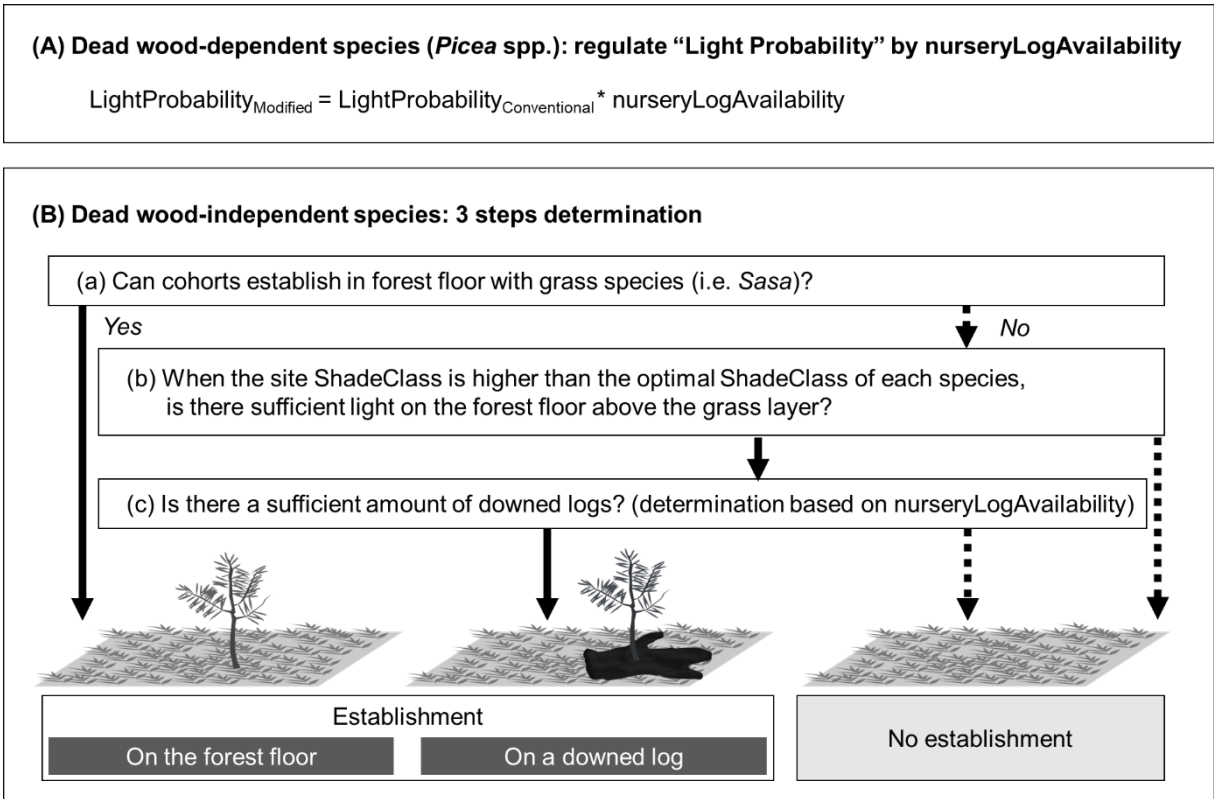 (A) Dead wood-dependent species (Picea spp.): regulate “Light Probability” by nurseryLogAvailability
LightProbabilityModified = LightProbabilityConventional* nurseryLogAvailability
(B) Dead wood-independent species: 3 steps determination
(a) Can cohorts establish in forest floor with grass species (i.e. Sasa)?
Yes
No
(b) When the site ShadeClass is higher than the optimal ShadeClass of each species,
is there sufficient light on the forest floor above the grass layer?
(c) Is there a sufficient amount of downed logs? (determination based on nurseryLogAvailability)
Establishment
On the forest floor
On a downed log
No establishment